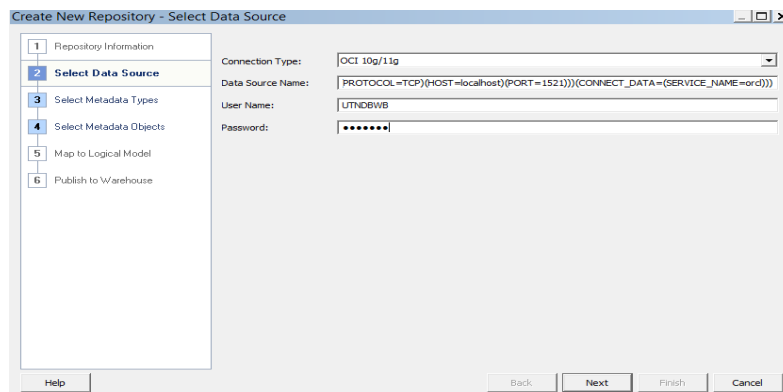 Create New Repository - Select Data Source
1 Repository Information
2 Select Data Source
3 Select Metadata Types
4 Select Metadata Objects
5 Map to Logical Model
6 Publish to Warehouse
Connection Type: OCI 10g/11g
Data Source Name: PROTOCOL=TCP)(HOST=localhost)(PORT=1521)))(CONNECT_DATA=(SERVICE_NAME=ord)))
User Name: UTNDBWB
Password: •••••••
Help Back Next Finish Cancel